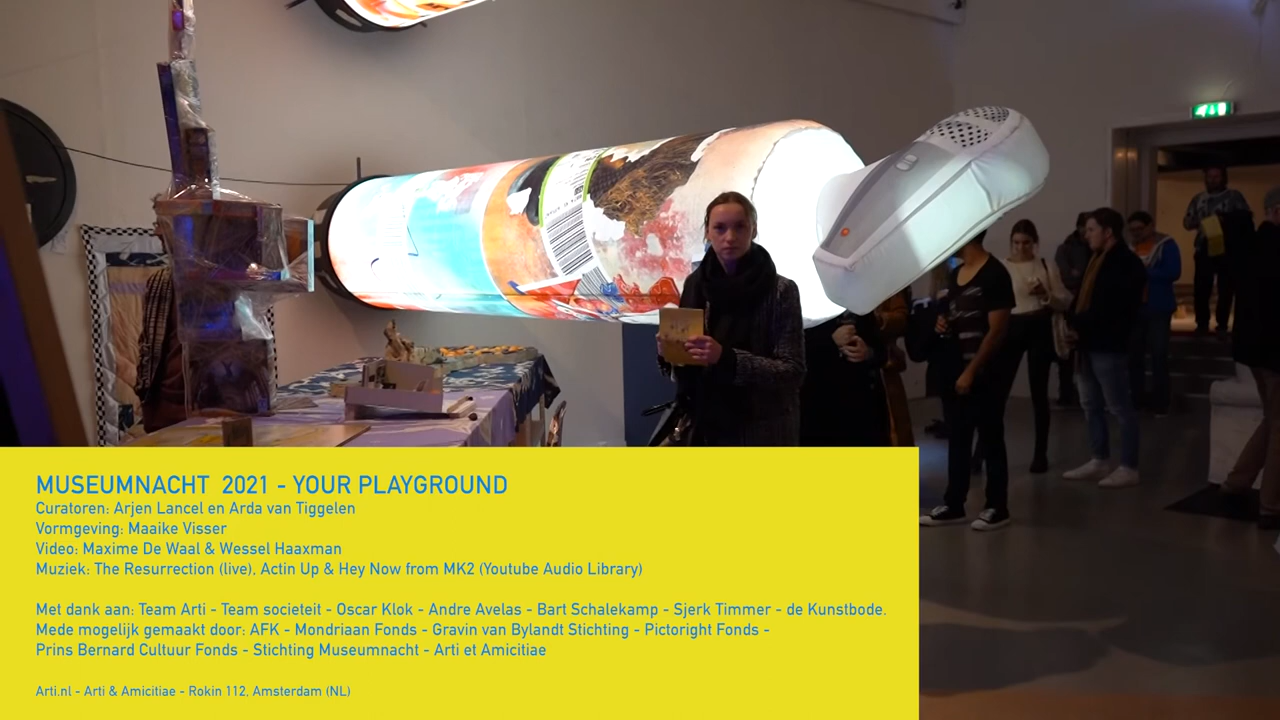 MUSEUMNACHT 2021 - YOUR PLAYGROUND
Curatoren: Arjen Lancel en Arda van Tiggelen
Vormgeving: Maaike Visser
Video: Maxime De Waal & Wessel Haaxman
Muziek: The Resurrection (live), Actin Up & Hey Now from MK2 (Youtube Audio Library)
Met dank aan: Team Arti - Team societeit - Oscar Klok - Andre Avelas - Bart Schalekamp - Sjerk Timmer - de Kunstbode.
Mede mogelijk gemaakt door: AFK - Mondriaan Fonds - Gravin van Bylandt Stichting - Pictoright Fonds -
Prins Bernard Cultuur Fonds - Stichting Museumnacht - Arti et Amicitiae
Arti.nl - Arti & Amicitiae - Rokin 112, Amsterdam (NL)